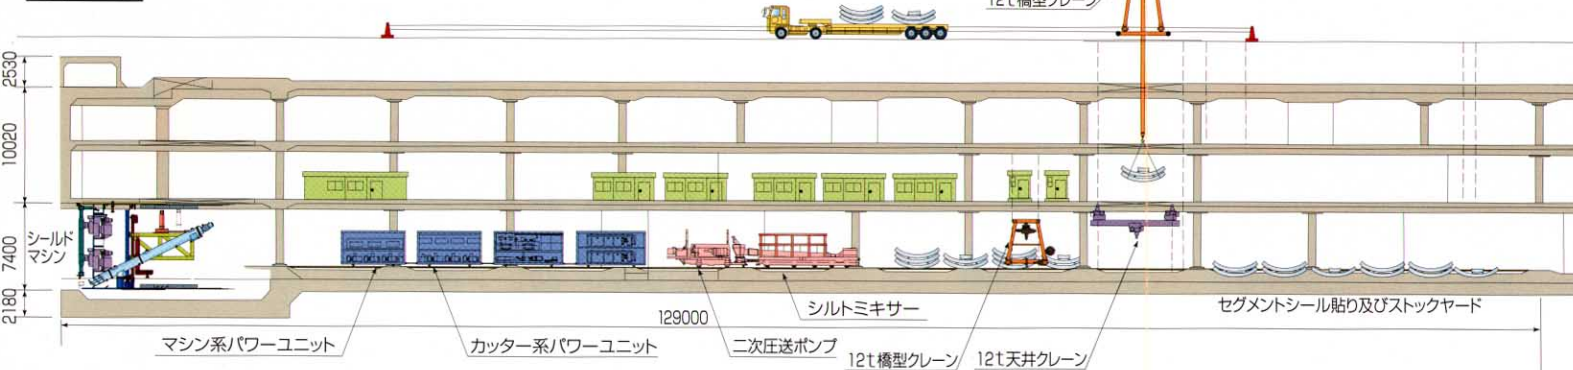 12t橋型クレーン
2530
10020
7400
2180
シールド
マシン
129000
シルトミキサー
セグメントシール貼り及びストックヤード
マシン系パワーユニット
カッター系パワーユニット
二次圧送ポンプ
12t橋型クレーン
12t天井クレーン